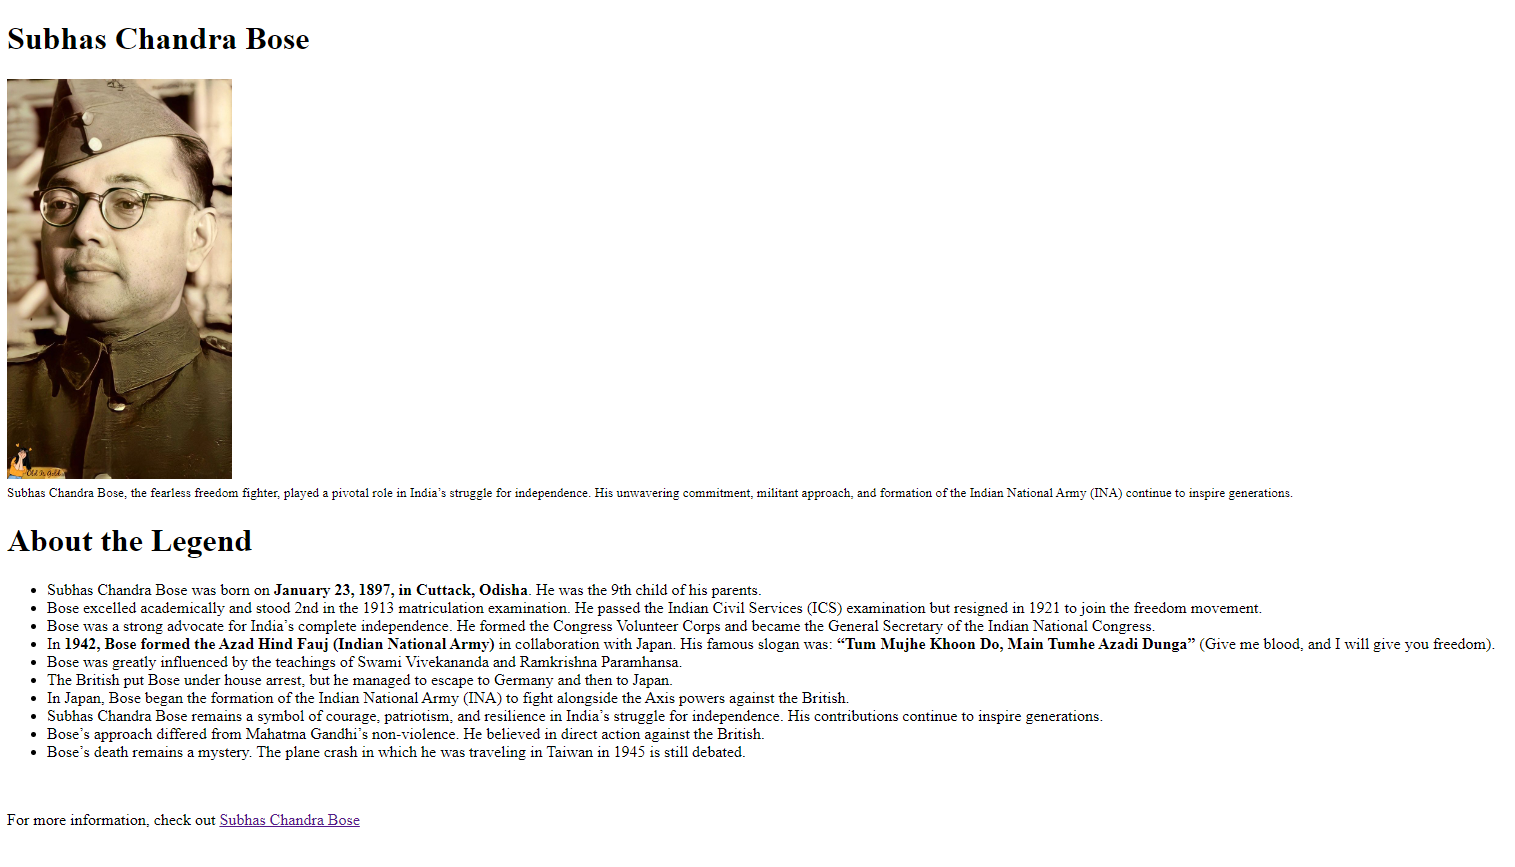 Subhas Chandra Bose
Old Is Gold
Subhas Chandra Bose, the fearless freedom fighter, played a pivotal role in India’s struggle for independence. His unwavering commitment, militant approach, and formation of the Indian National Army (INA) continue to inspire generations.
About the Legend
• Subhas Chandra Bose was born on January 23, 1897, in Cuttack, Odisha. He was the 9th child of his parents.
• Bose excelled academically and stood 2nd in the 1913 matriculation examination. He passed the Indian Civil Services (ICS) examination but resigned in 1921 to join the freedom movement.
• Bose was a strong advocate for India’s complete independence. He formed the Congress Volunteer Corps and became the General Secretary of the Indian National Congress.
• In 1942, Bose formed the Azad Hind Fauj (Indian National Army) in collaboration with Japan. His famous slogan was: “Tum Mujhe Khoon Do, Main Tumhe Azadi Dunga” (Give me blood, and I will give you freedom).
• Bose was greatly influenced by the teachings of Swami Vivekananda and Ramkrishna Paramhansa.
• The British put Bose under house arrest, but he managed to escape to Germany and then to Japan.
• In Japan, Bose began the formation of the Indian National Army (INA) to fight alongside the Axis powers against the British.
• Subhas Chandra Bose remains a symbol of courage, patriotism, and resilience in India’s struggle for independence. His contributions continue to inspire generations.
• Bose’s approach differed from Mahatma Gandhi’s non-violence. He believed in direct action against the British.
• Bose’s death remains a mystery. The plane crash in which he was traveling in Taiwan in 1945 is still debated.
For more information, check out Subhas Chandra Bose